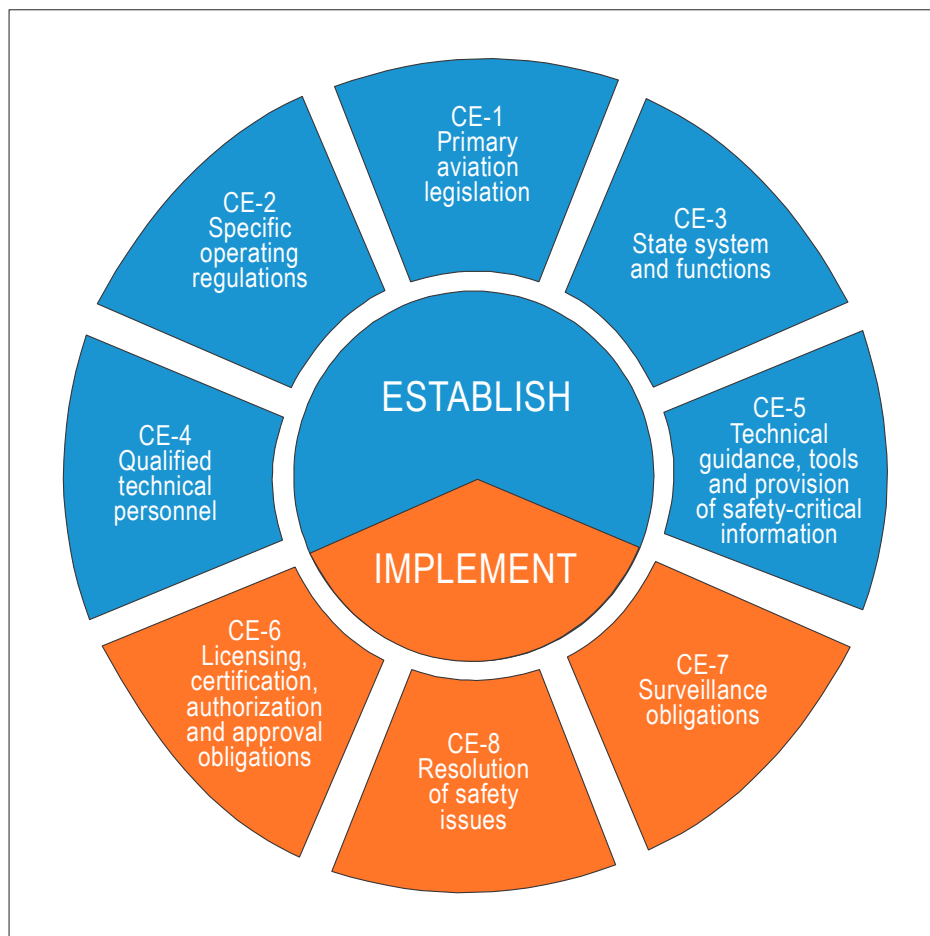 CE-1
Primary
aviation
legislation
CE-2
Specific
operating
regulations
CE-3
State system
and functions
ESTABLISH
CE-4
Qualified
technical
personnel
CE-5
Technical
guidance, tools
and provision
of safety-critical
information
IMPLEMENT
CE-6
Licensing,
certification,
authorization
and approval
obligations
CE-7
Surveillance
obligations
CE-8
Resolution
of safety
issues